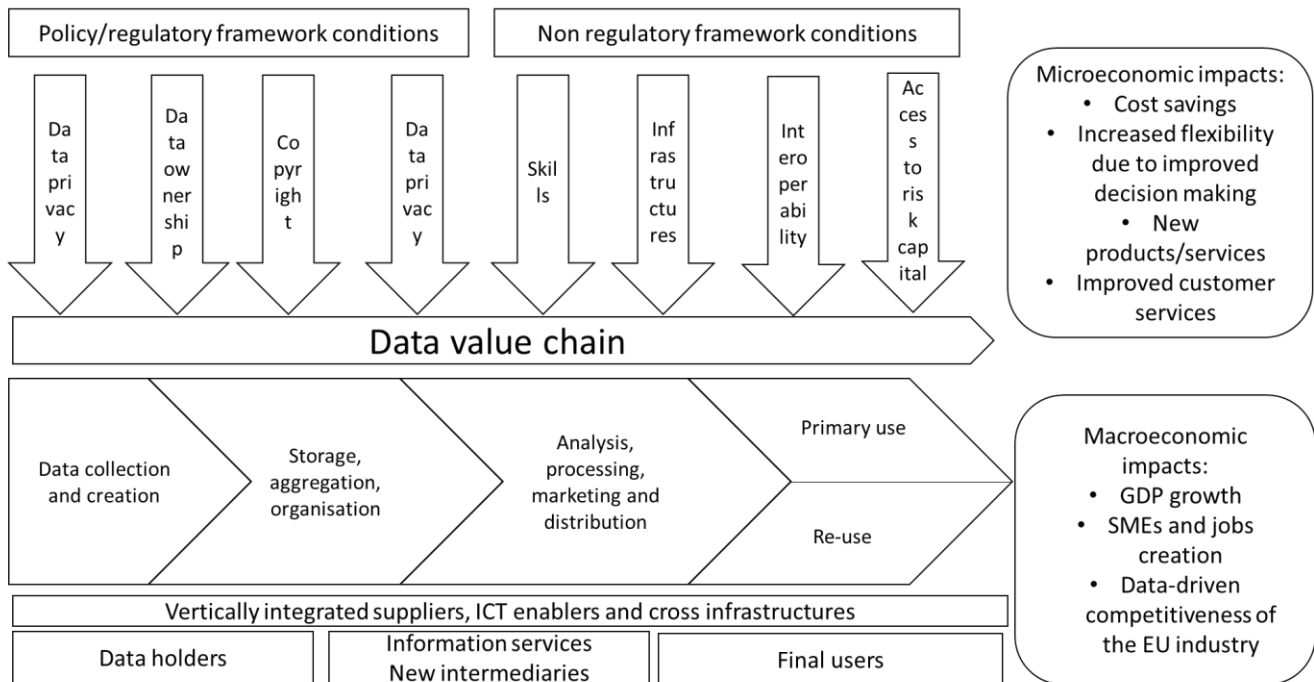 Policy/regulatory framework conditions
Non regulatory framework conditions
Da
ta
pri
vac
y
Da
ta
ow
ner
shi
p
Co
pyr
igh
t
Da
ta
pri
vac
y
Skil
ls
Inf
ras
tru
ctu
res
Int
ero
per
abi
lity
Ac
ces
s
to
ris
k
cap
ital
Data value chain
Data collection
and creation
Storage,
aggregation,
organisation
Analysis,
processing,
marketing and
distribution
Primary use
Re-use
Vertically integrated suppliers, ICT enablers and cross infrastructures
Data holders
Information services
New intermediaries
Final users
Microeconomic impacts:
• Cost savings
• Increased flexibility
due to improved
decision making
• New
products/services
• Improved customer
services
Macroeconomic
impacts:
• GDP growth
• SMEs and jobs
creation
• Data-driven
competitiveness of
the EU industry